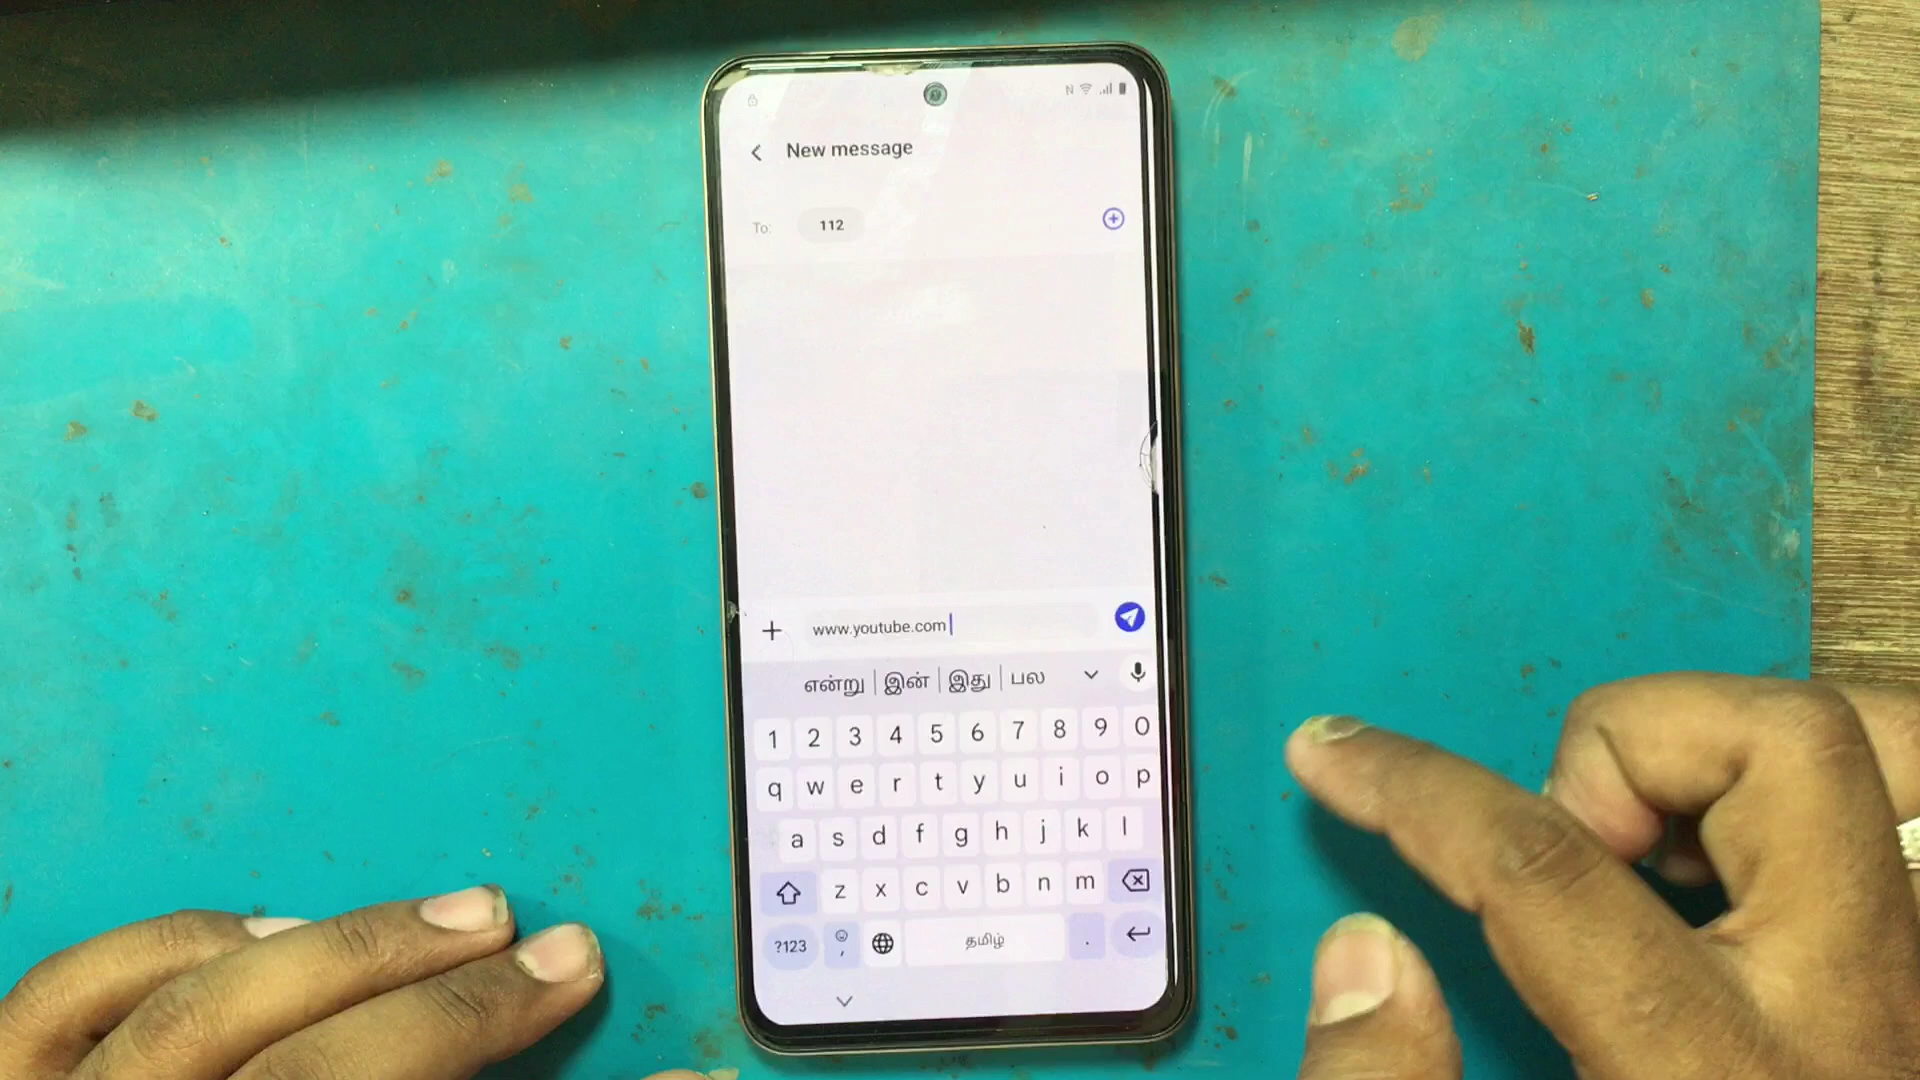 N
New message
To: 112
www.youtube.com
என்று இன் இது பல
1 2 3 4 5 6 7 8 9 0
q w e r t y u i o p
a s d f g h j k l
z x c v b n m
?123 , தமிழ் .